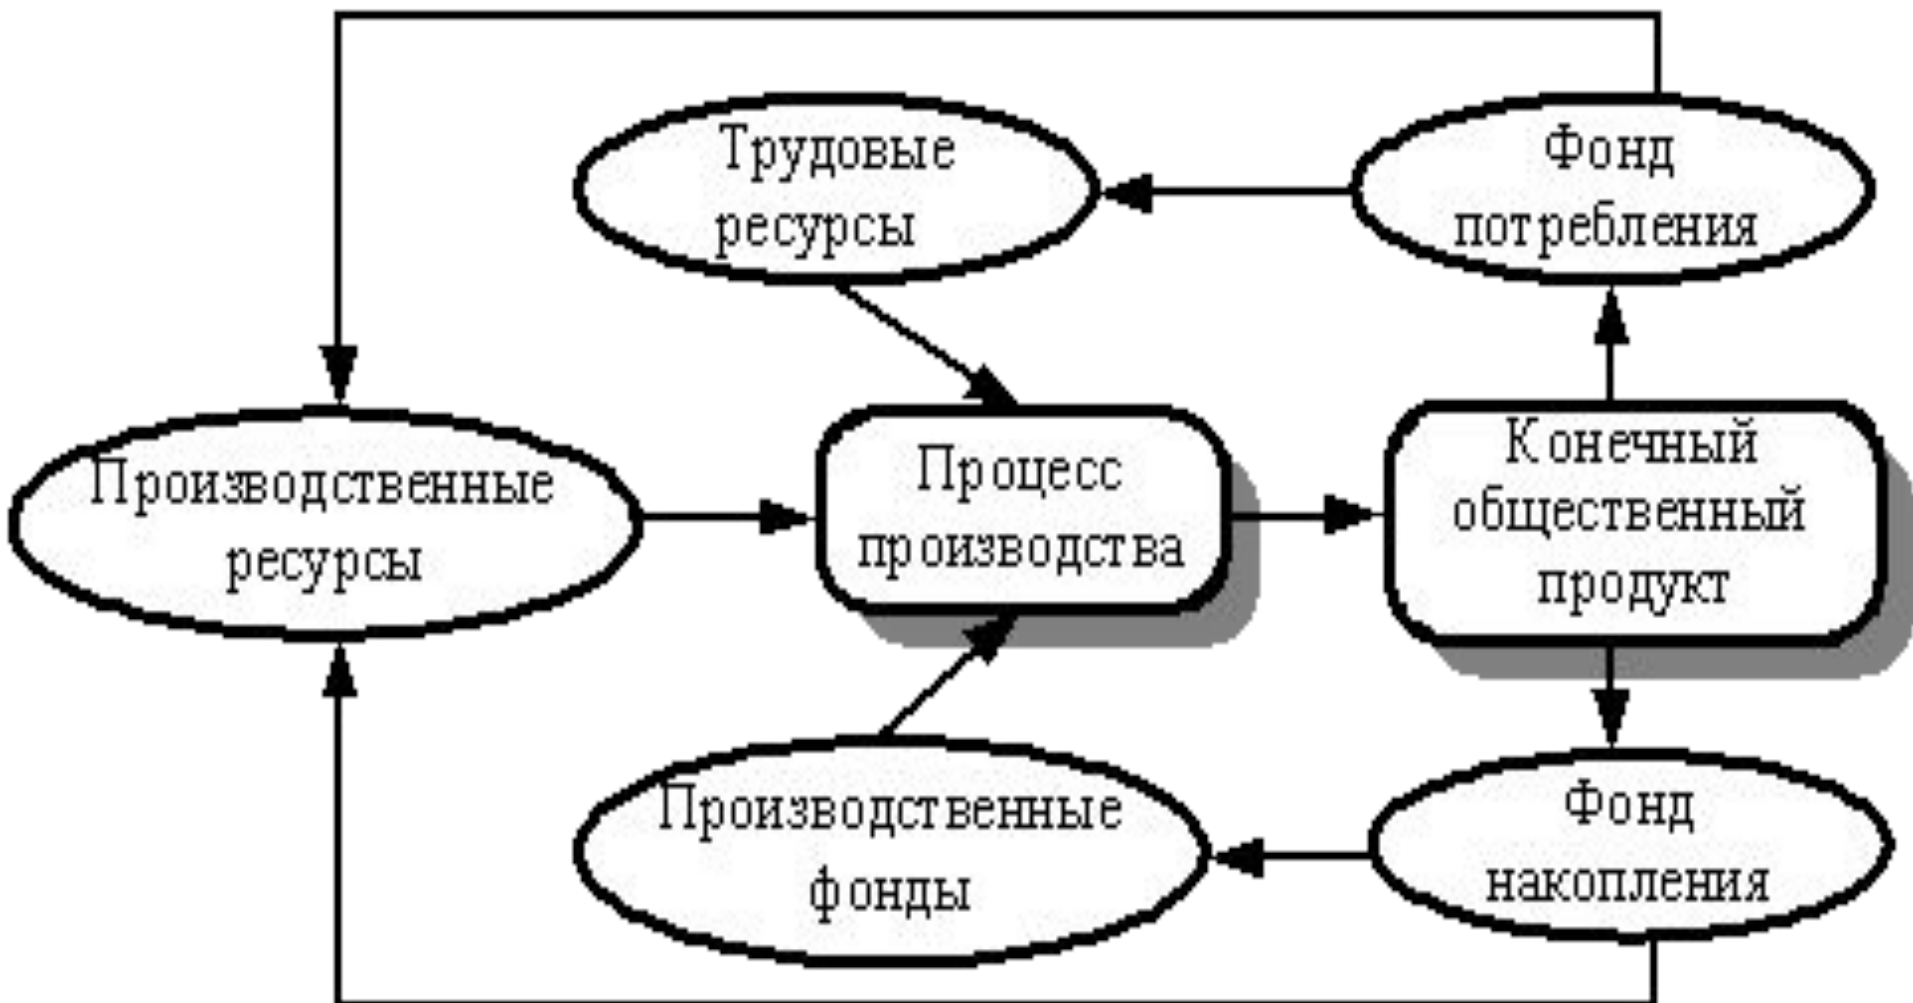 Трудовые
ресурсы
Фонд
потребления
Производственные
ресурсы
Процесс
производства
Конечный
общественный
продукт
Производственные
фонды
Фонд
накопления